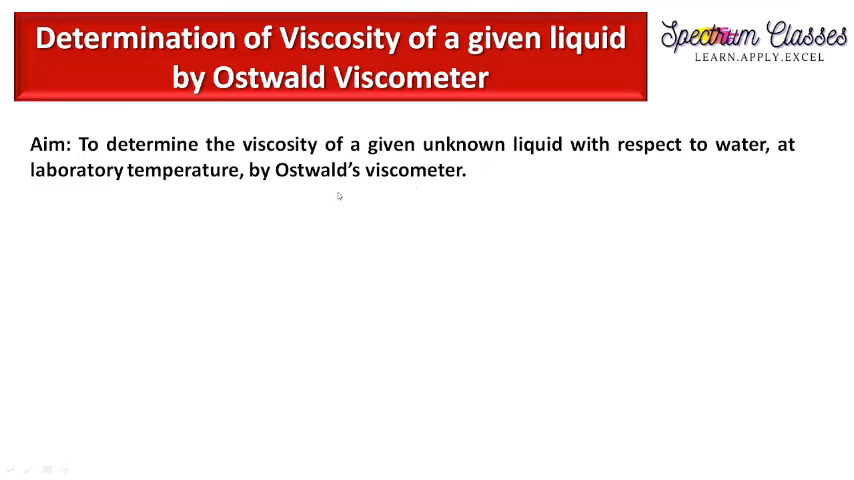 Determination of Viscosity of a given liquid
by Ostwald Viscometer
Spectrum Classes
LEARN.APPLY.EXCEL
Aim: To determine the viscosity of a given unknown liquid with respect to water, at
laboratory temperature, by Ostwald’s viscometer.